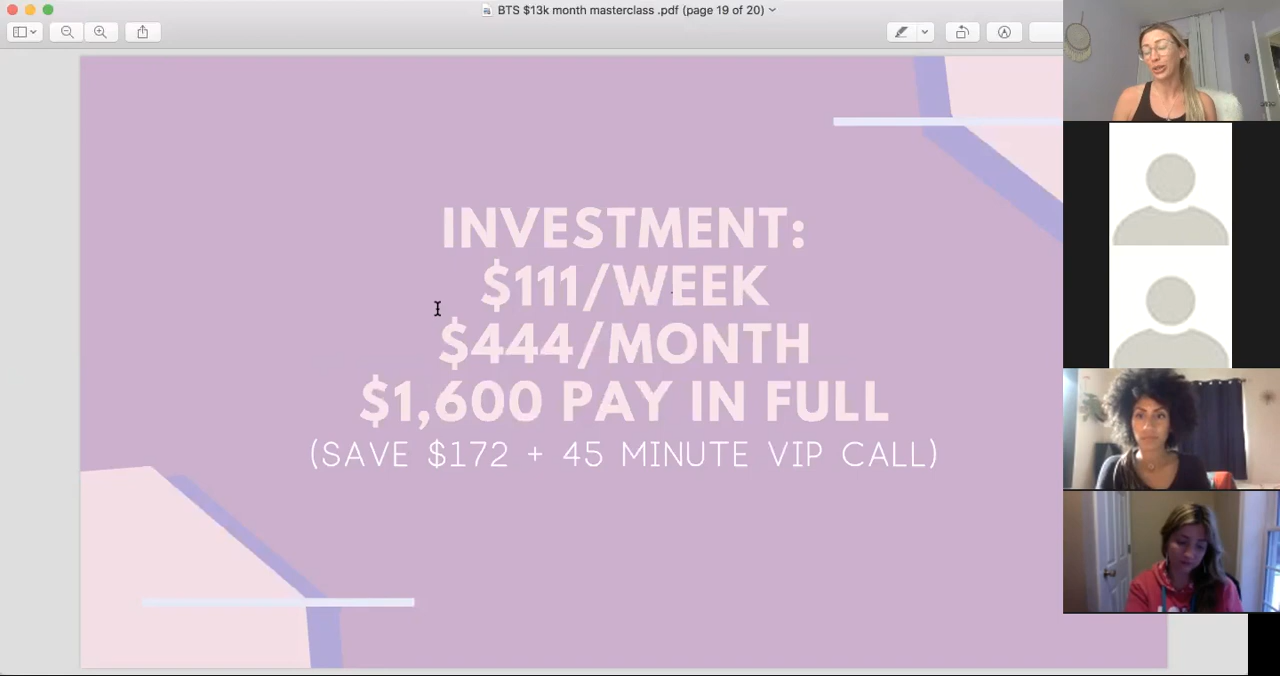 BTS $13k month masterclass .pdf (page 19 of 20)
INVESTMENT:
$111/WEEK
$444/MONTH
$1,600 PAY IN FULL
(SAVE $172 + 45 MINUTE VIP CALL)